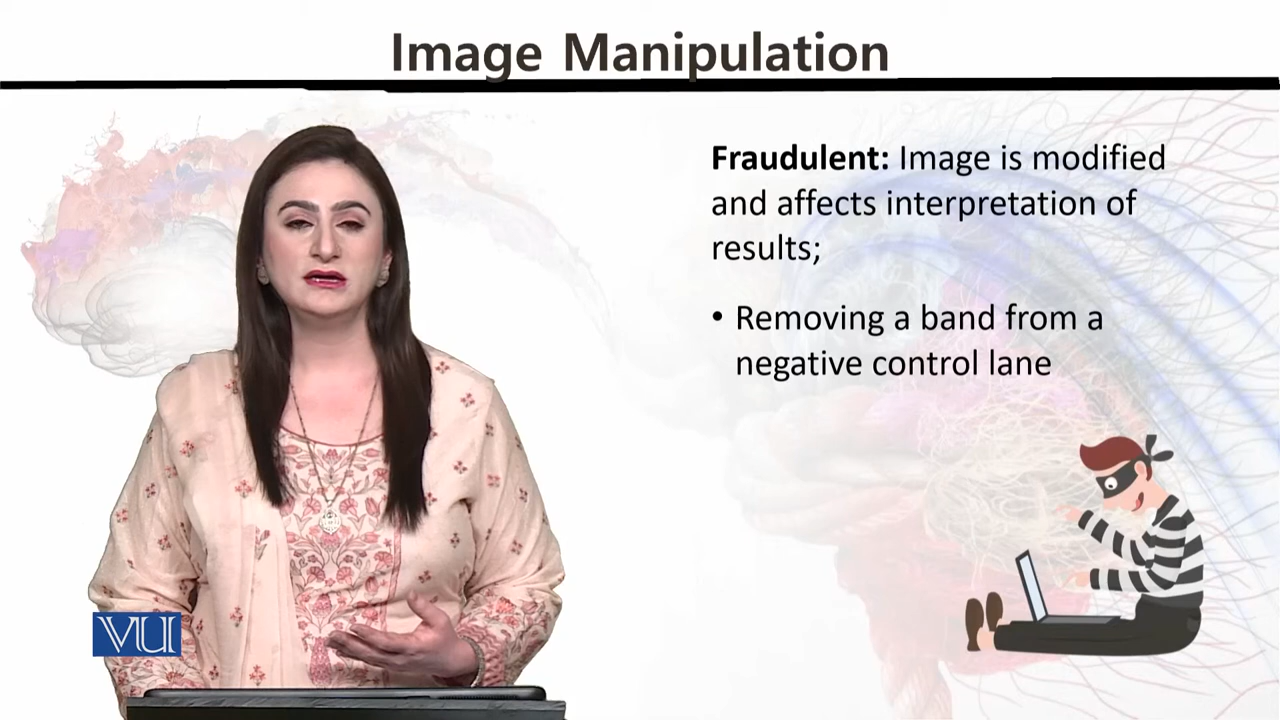 Image Manipulation
Fraudulent: Image is modified
and affects interpretation of
results;
• Removing a band from a
negative control lane
VU